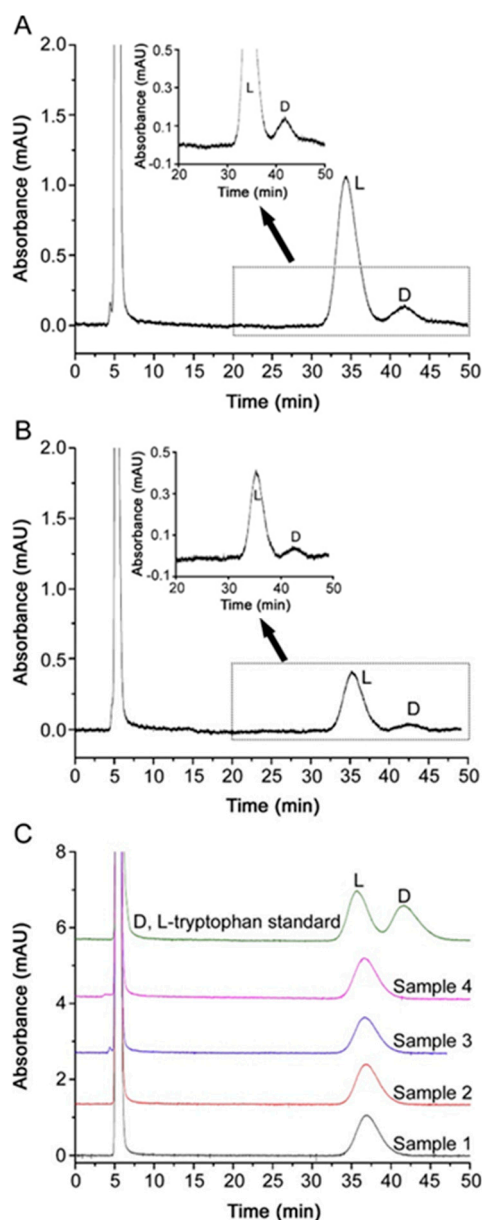 A
2.0
1.5
1.0
0.5
0.0
Absorbance (mAU)
0.5
0.3
0.1
-0.1
Absorbance (mAU)
L
D
20 30 40 50
Time (min)
L
D
0 5 10 15 20 25 30 35 40 45 50
Time (min)
B
2.0
1.5
1.0
0.5
0.0
Absorbance (mAU)
0.5
0.3
0.1
-0.1
Absorbance (mAU)
L
D
20 30 40 50
Time (min)
L
D
0 5 10 15 20 25 30 35 40 45 50
Time (min)
C
8
6
4
2
0
Absorbance (mAU)
L
D
D, L-tryptophan standard
Sample 4
Sample 3
Sample 2
Sample 1
0 5 10 15 20 25 30 35 40 45 50
Time (min)